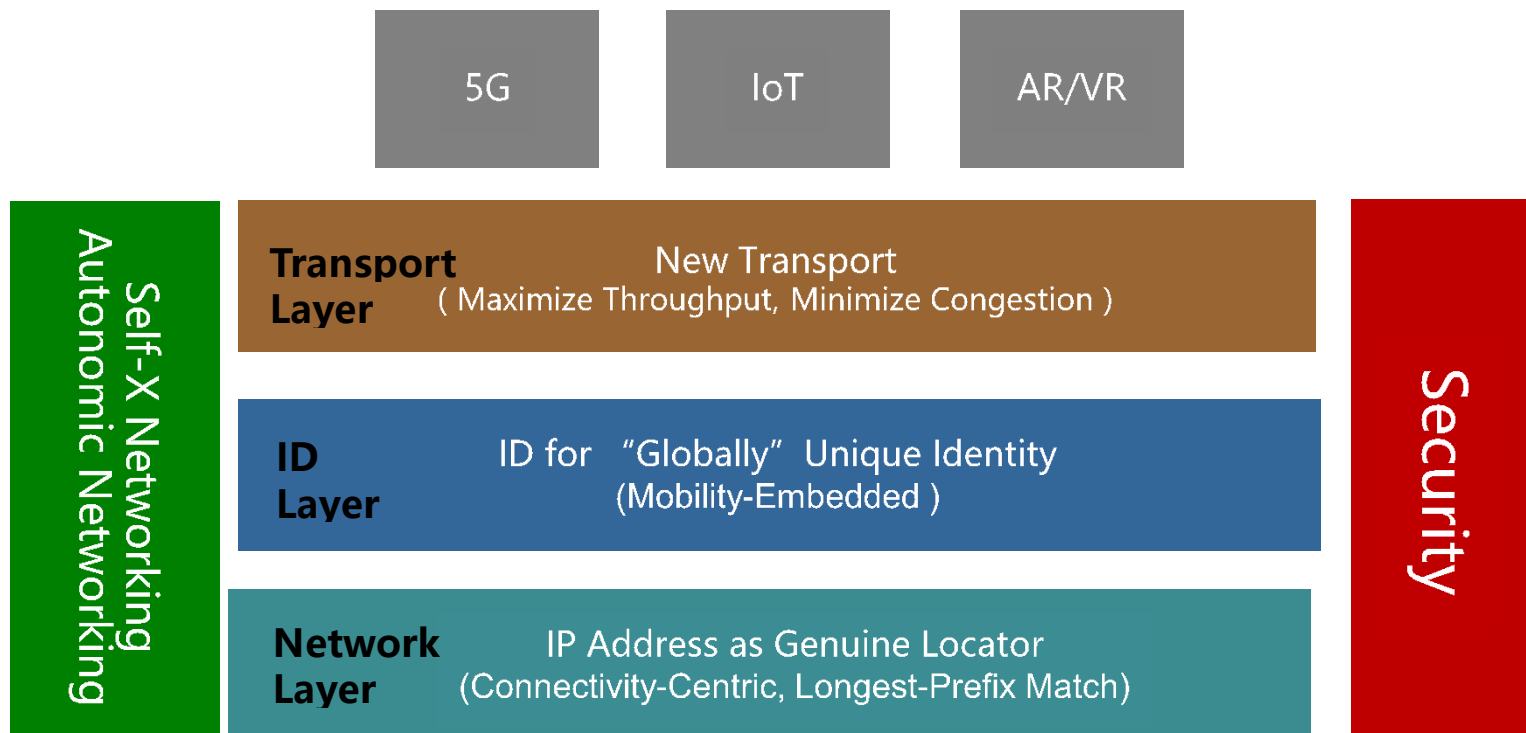 5G
IoT
AR/VR
Self-X Networking
Autonomic Networking
Transport
Layer
New Transport
( Maximize Throughput, Minimize Congestion )
ID
Layer
ID for “Globally” Unique Identity
(Mobility-Embedded )
Network
Layer
IP Address as Genuine Locator
(Connectivity-Centric, Longest-Prefix Match)
Security